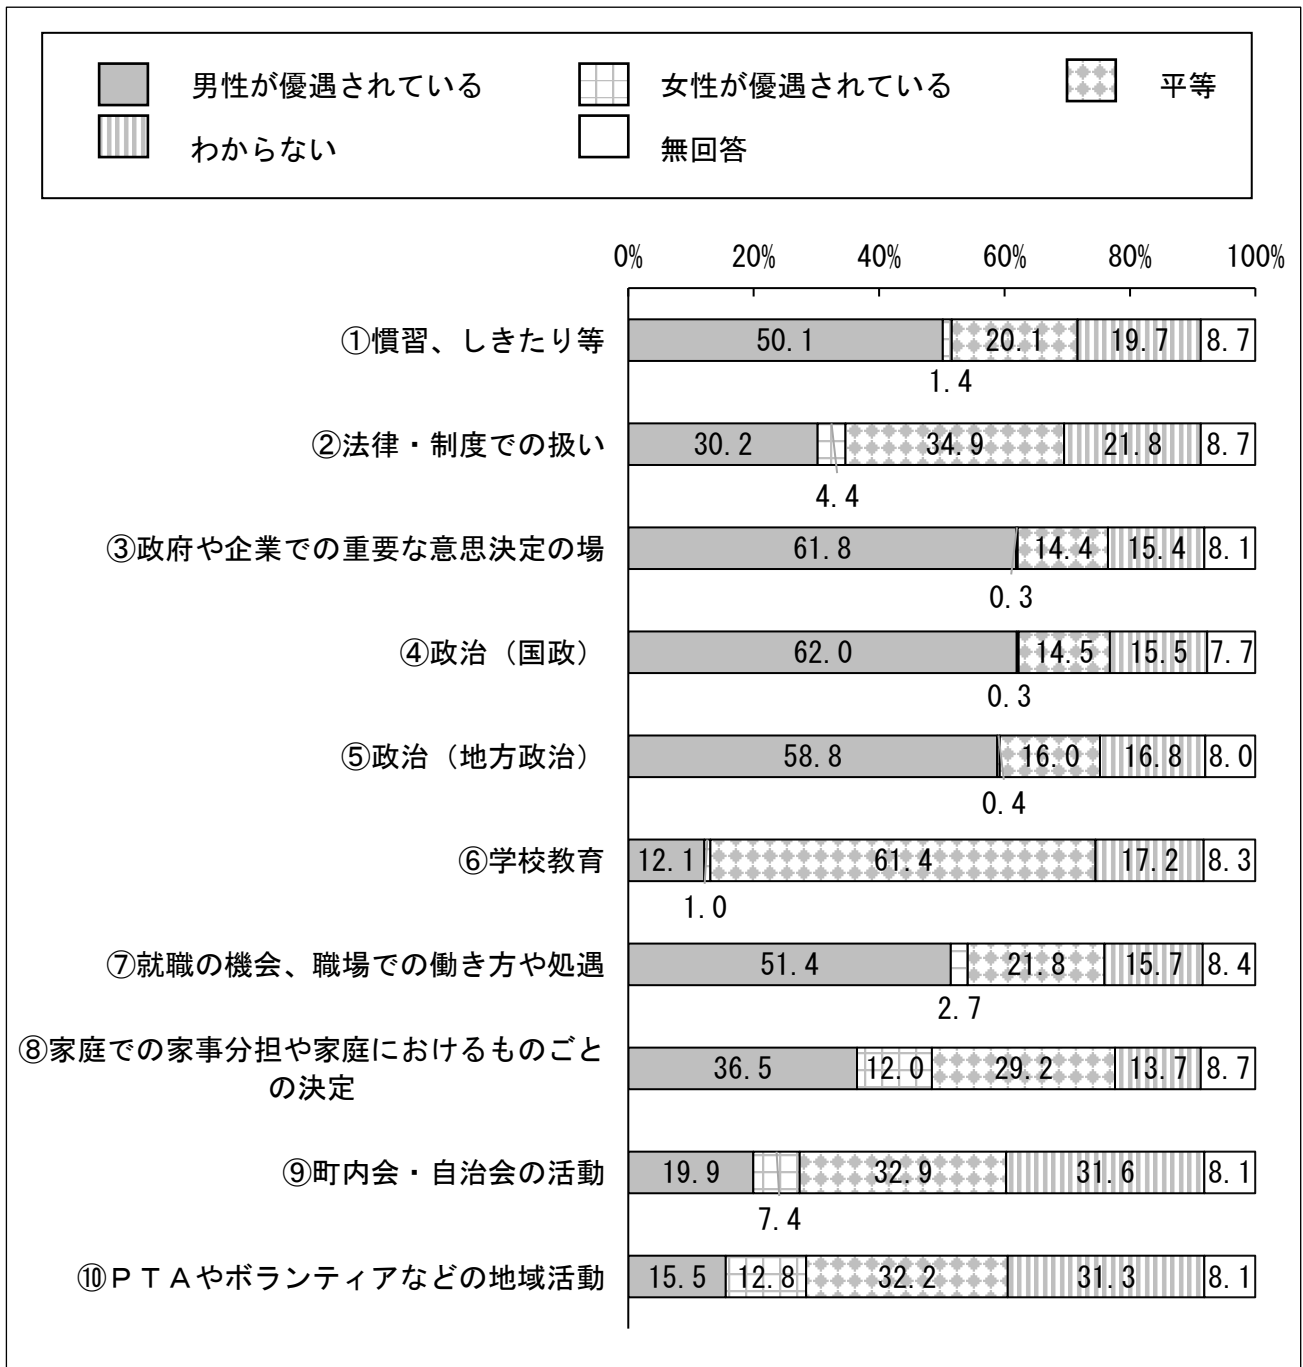 男性が優遇されている 女性が優遇されている 平等
わからない 無回答
0% 20% 40% 60% 80% 100%
①慣習、しきたり等 50.1 20.1 19.7 8.7
1.4
②法律・制度での扱い 30.2 34.9 21.8 8.7
4.4
③政府や企業での重要な意思決定の場 61.8 14.4 15.4 8.1
0.3
④政治（国政） 62.0 14.5 15.5 7.7
0.3
⑤政治（地方政治） 58.8 16.0 16.8 8.0
0.4
⑥学校教育 12.1 61.4 17.2 8.3
1.0
⑦就職の機会、職場での働き方や処遇 51.4 21.8 15.7 8.4
2.7
⑧家庭での家事分担や家庭におけるものごと
の決定 36.5 12.0 29.2 13.7 8.7
⑨町内会・自治会の活動 19.9 32.9 31.6 8.1
7.4
⑩ＰＴＡやボランティアなどの地域活動 15.5 12.8 32.2 31.3 8.1